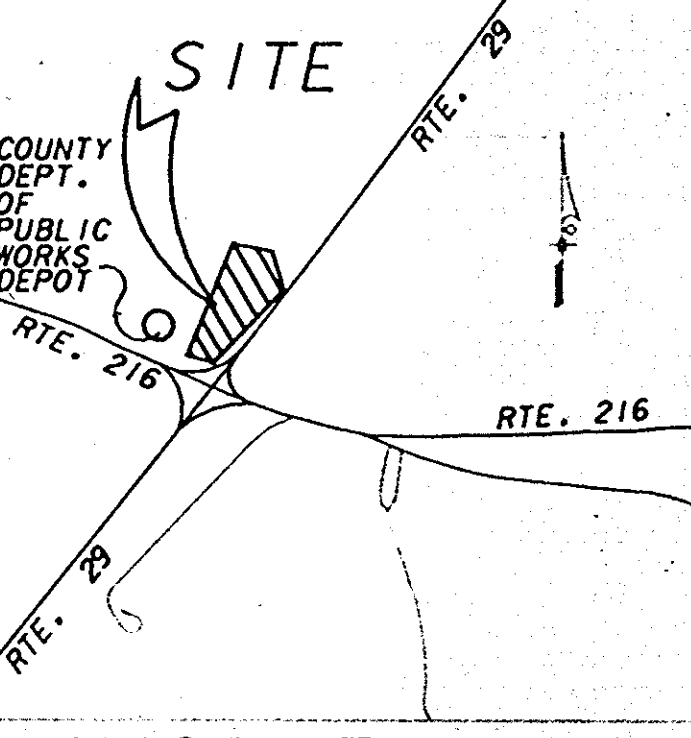 SITE
RTE. 29
COUNTY
DEPT.
OF
PUBLIC
WORKS
DEPOT
RTE. 216
RTE. 216
RTE. 29